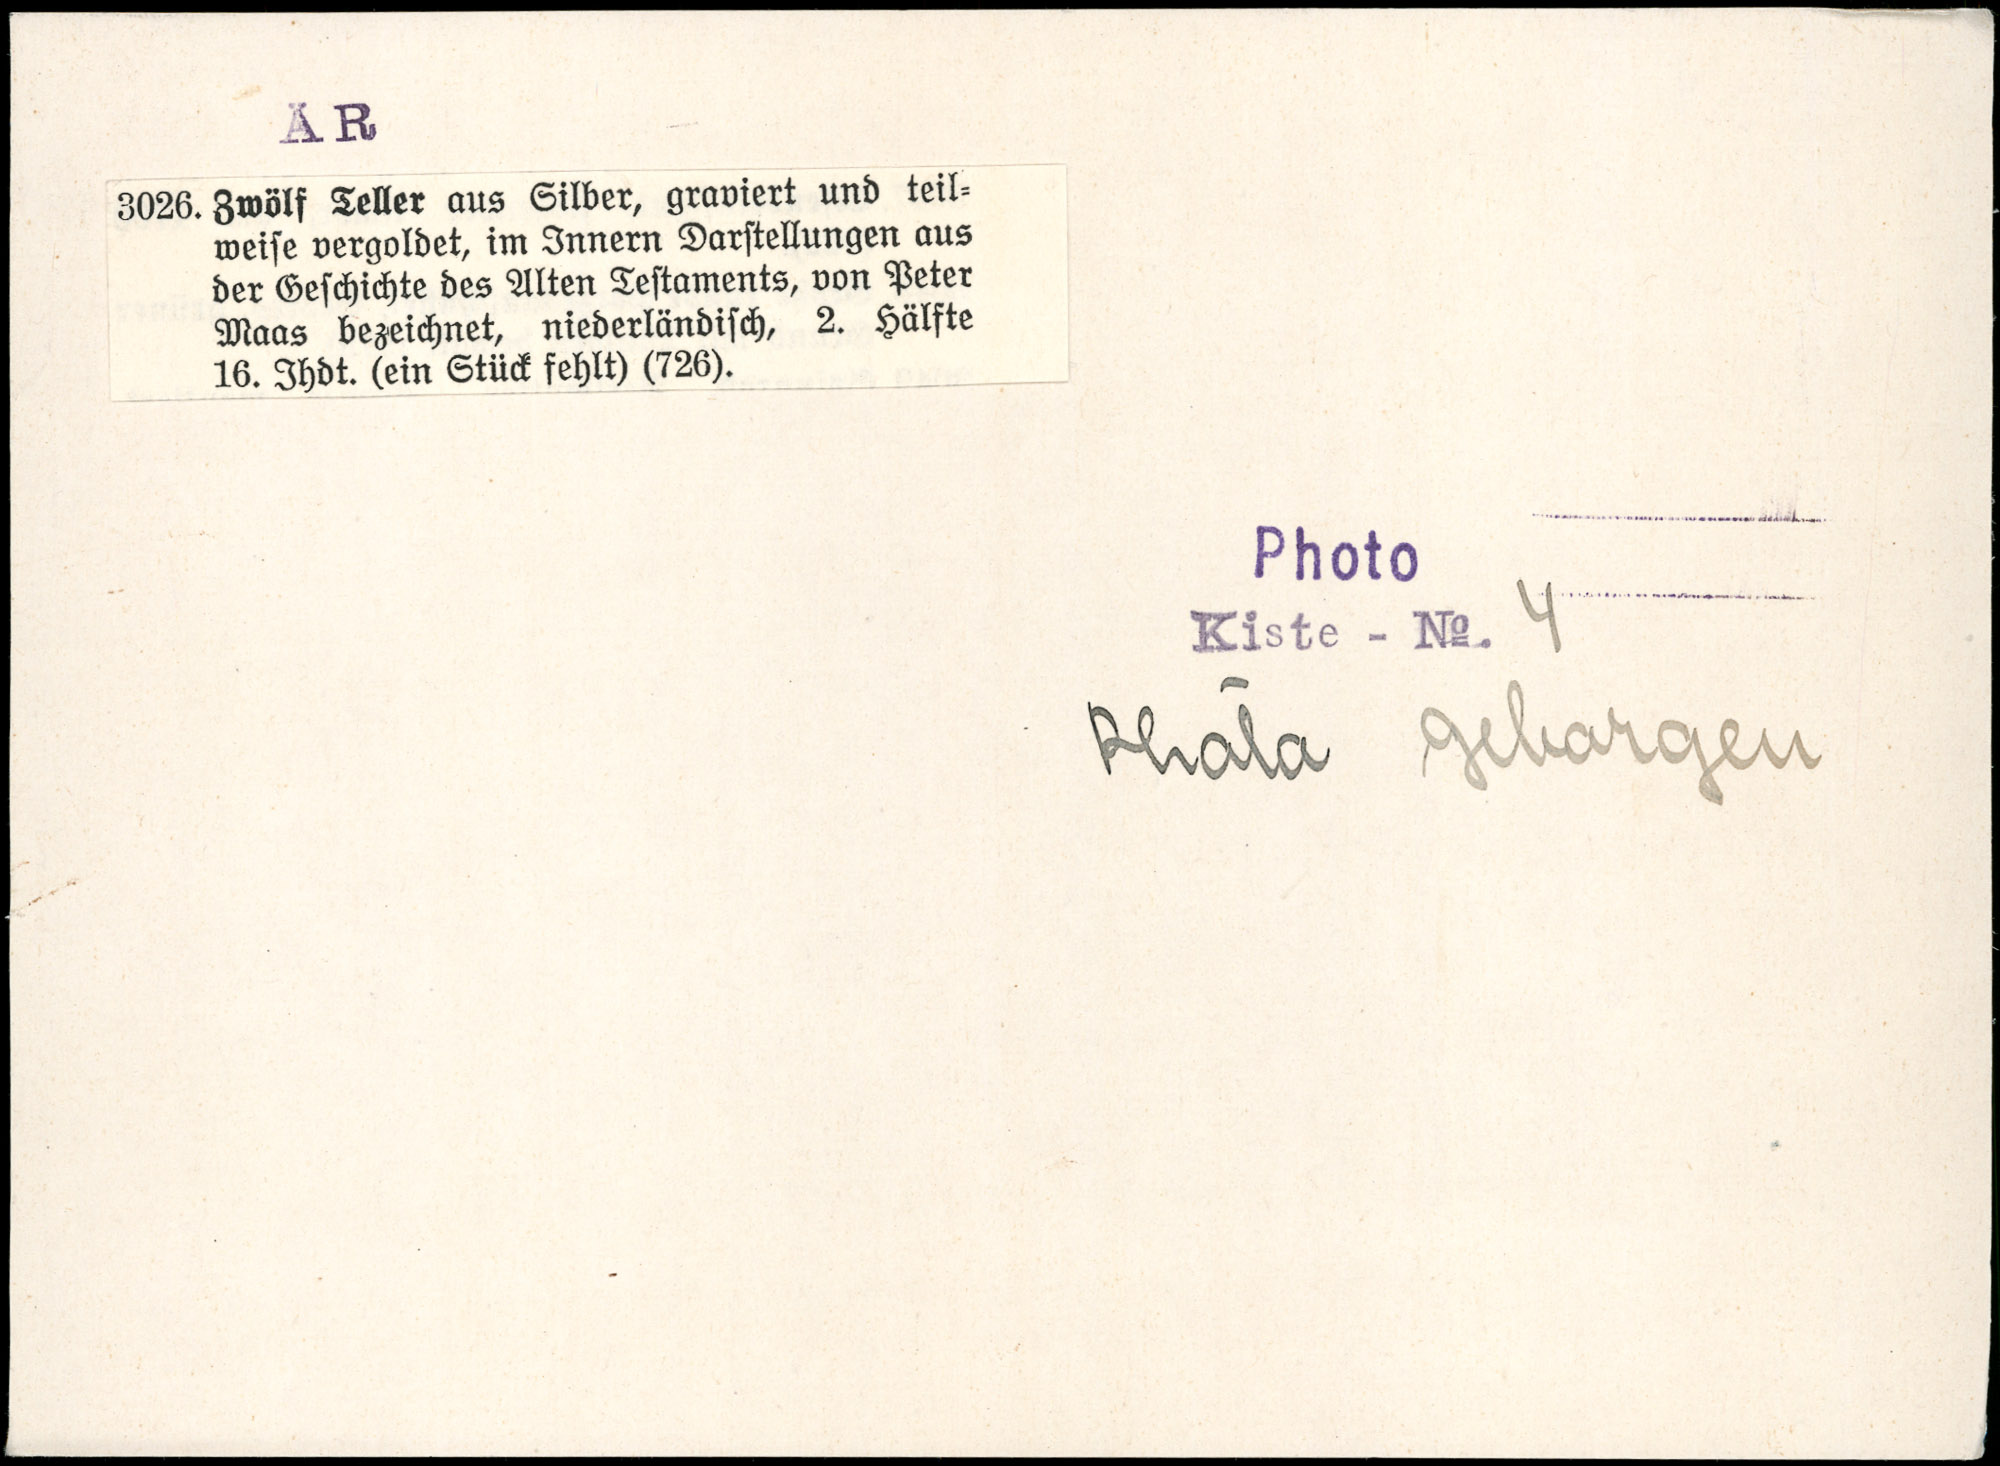 AR
3026. Zwölf Teller aus Silber, graviert und teil-
weise vergoldet, im Innern Darstellungen aus
der Geschichte des Alten Testaments, von Peter
Maas bezeichnet, niederländisch, 2. Hälfte
16. Jhdt. (ein Stück fehlt) (726).
Photo
Kiste - No. 4
geborgen